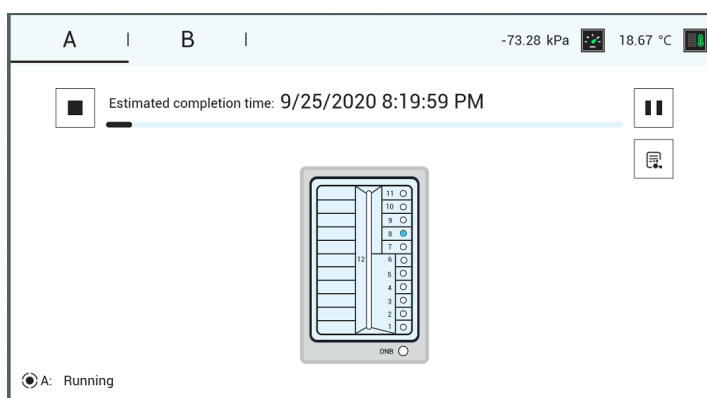 A | B |
-73.28 kPa
18.67 °C
Estimated completion time: 9/25/2020 8:19:59 PM
11
10
9
8
7
12
6
5
4
3
2
1
DNB
A: Running